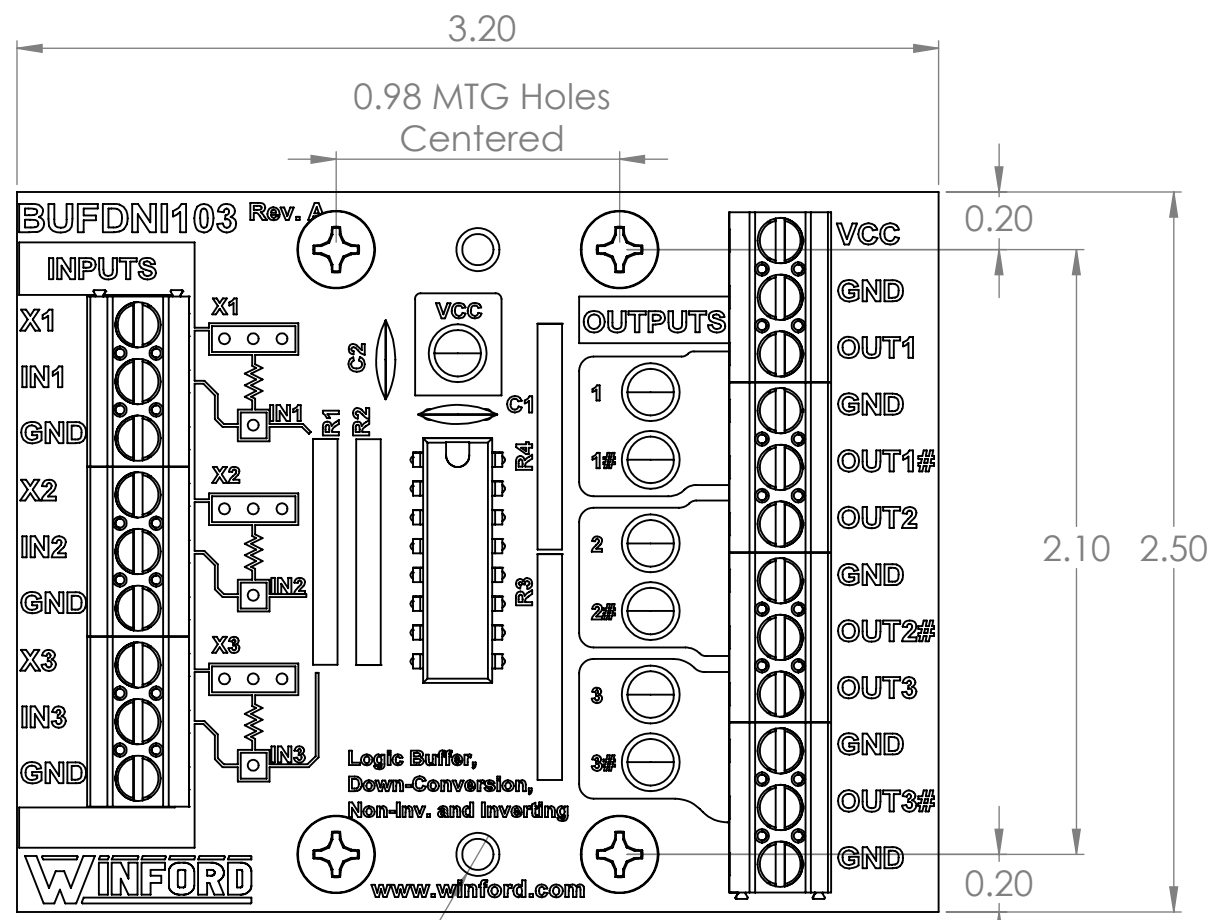 3.20
0.98 MTG Holes
Centered
BUFDNI103 Rev. A
0.20
INPUTS
VCC
GND
OUT1
GND
OUT1#
OUT2
GND
OUT2#
OUT3
GND
OUT3#
GND
X1
IN1
GND
X2
IN2
GND
X3
IN3
GND
X1
IN1
X2
IN2
X3
IN3
R1
R2
C2
VCC
C1
R4
R3
OUTPUTS
1
1#
2
2#
3
3#
2.10
2.50
Logic Buffer,
Down-Conversion,
Non-Inv. and Inverting
WINFORD
www.winford.com
0.20